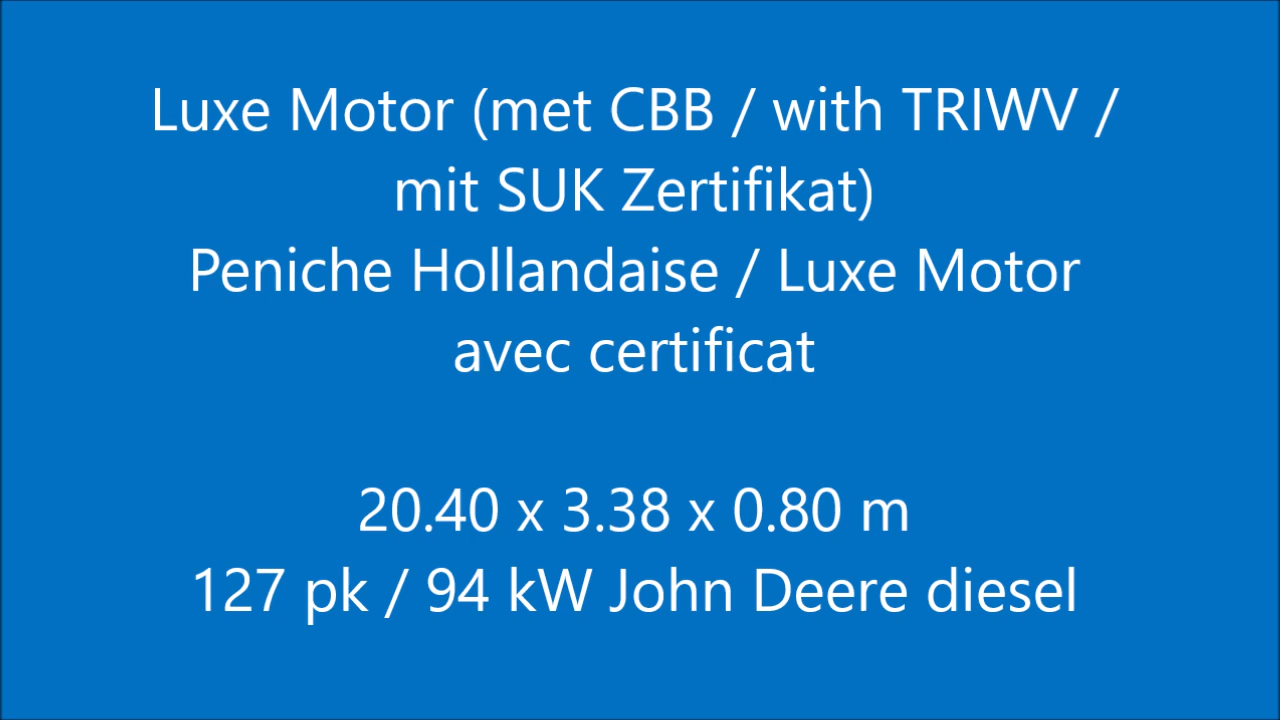 Luxe Motor (met CBB / with TRIWV /
mit SUK Zertifikat)
Peniche Hollandaise / Luxe Motor
avec certificat
20.40 x 3.38 x 0.80 m
127 pk / 94 kW John Deere diesel